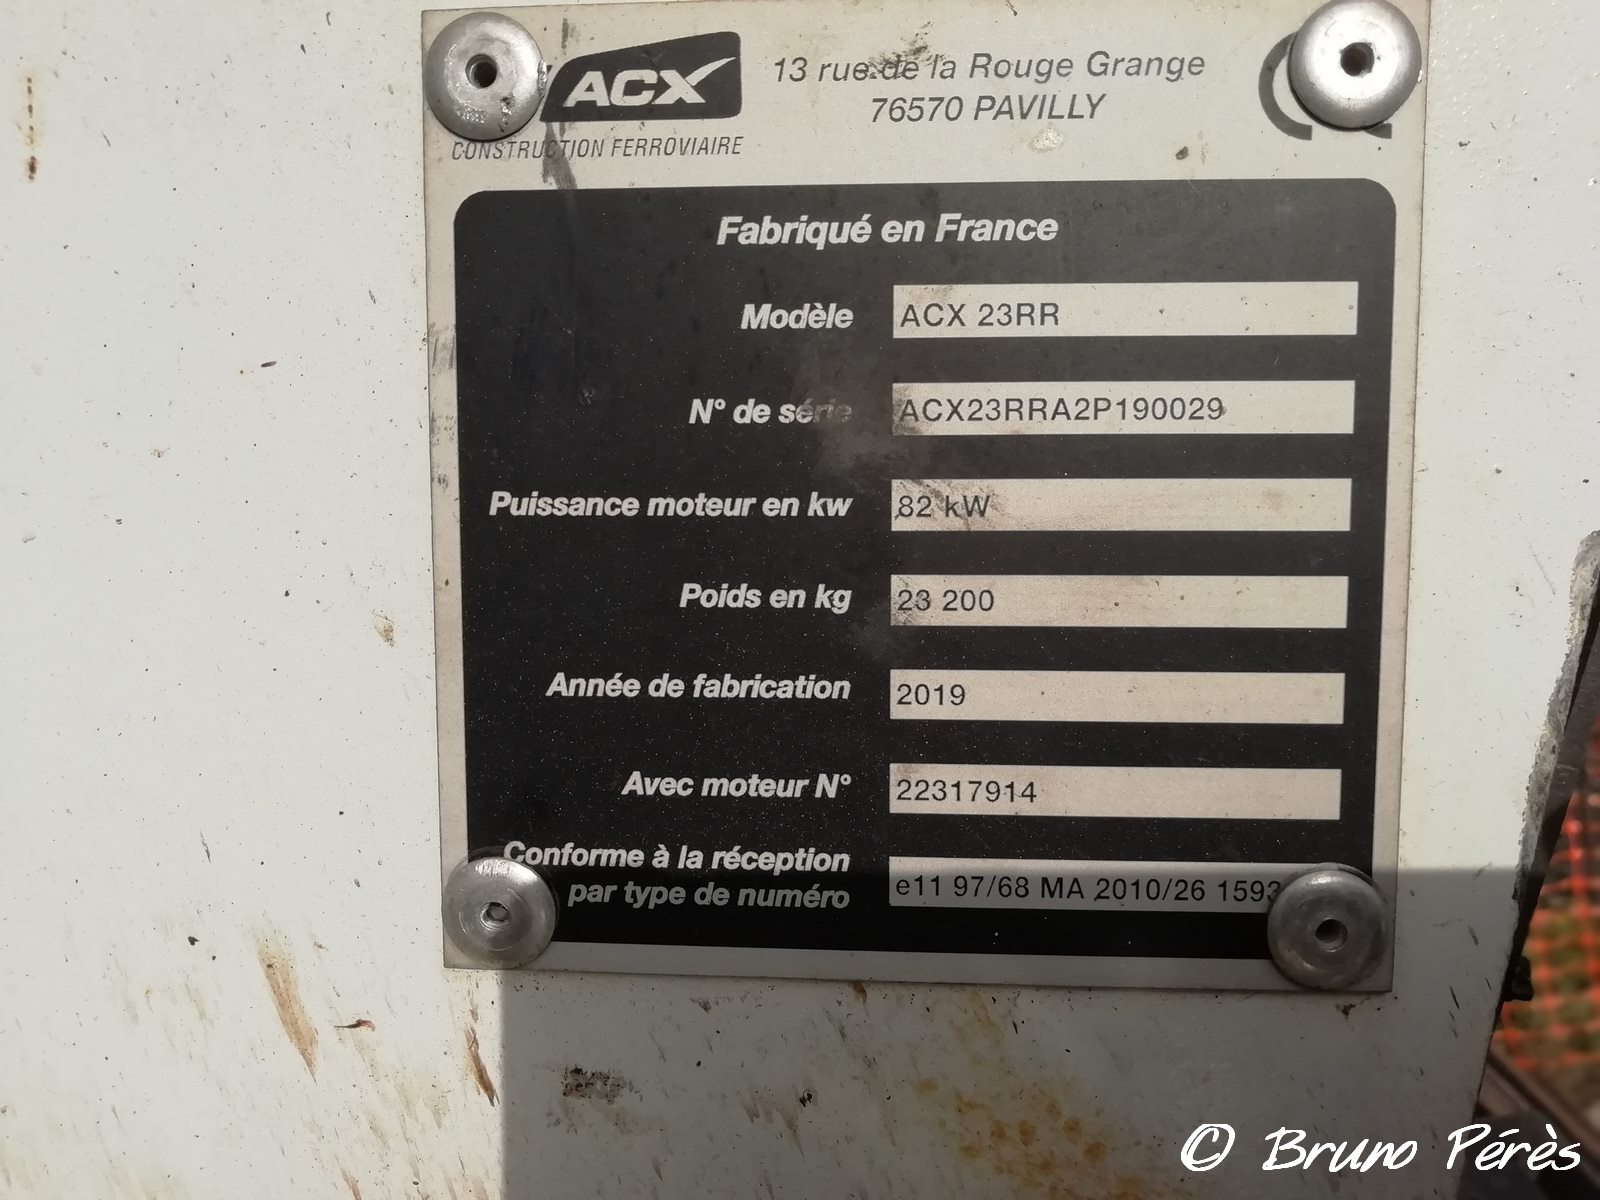 ACX
CONSTRUCTION FERROVIAIRE
13 rue de la Rouge Grange
76570 PAVILLY
Fabriqué en France
Modèle ACX 23RR
N° de série ACX23RRA2P190029
Puissance moteur en kw 82 kW
Poids en kg 23 200
Année de fabrication 2019
Avec moteur N° 22317914
Conforme à la réception
par type de numéro e11 97/68 MA 2010/26 1593
© Bruno Pérès